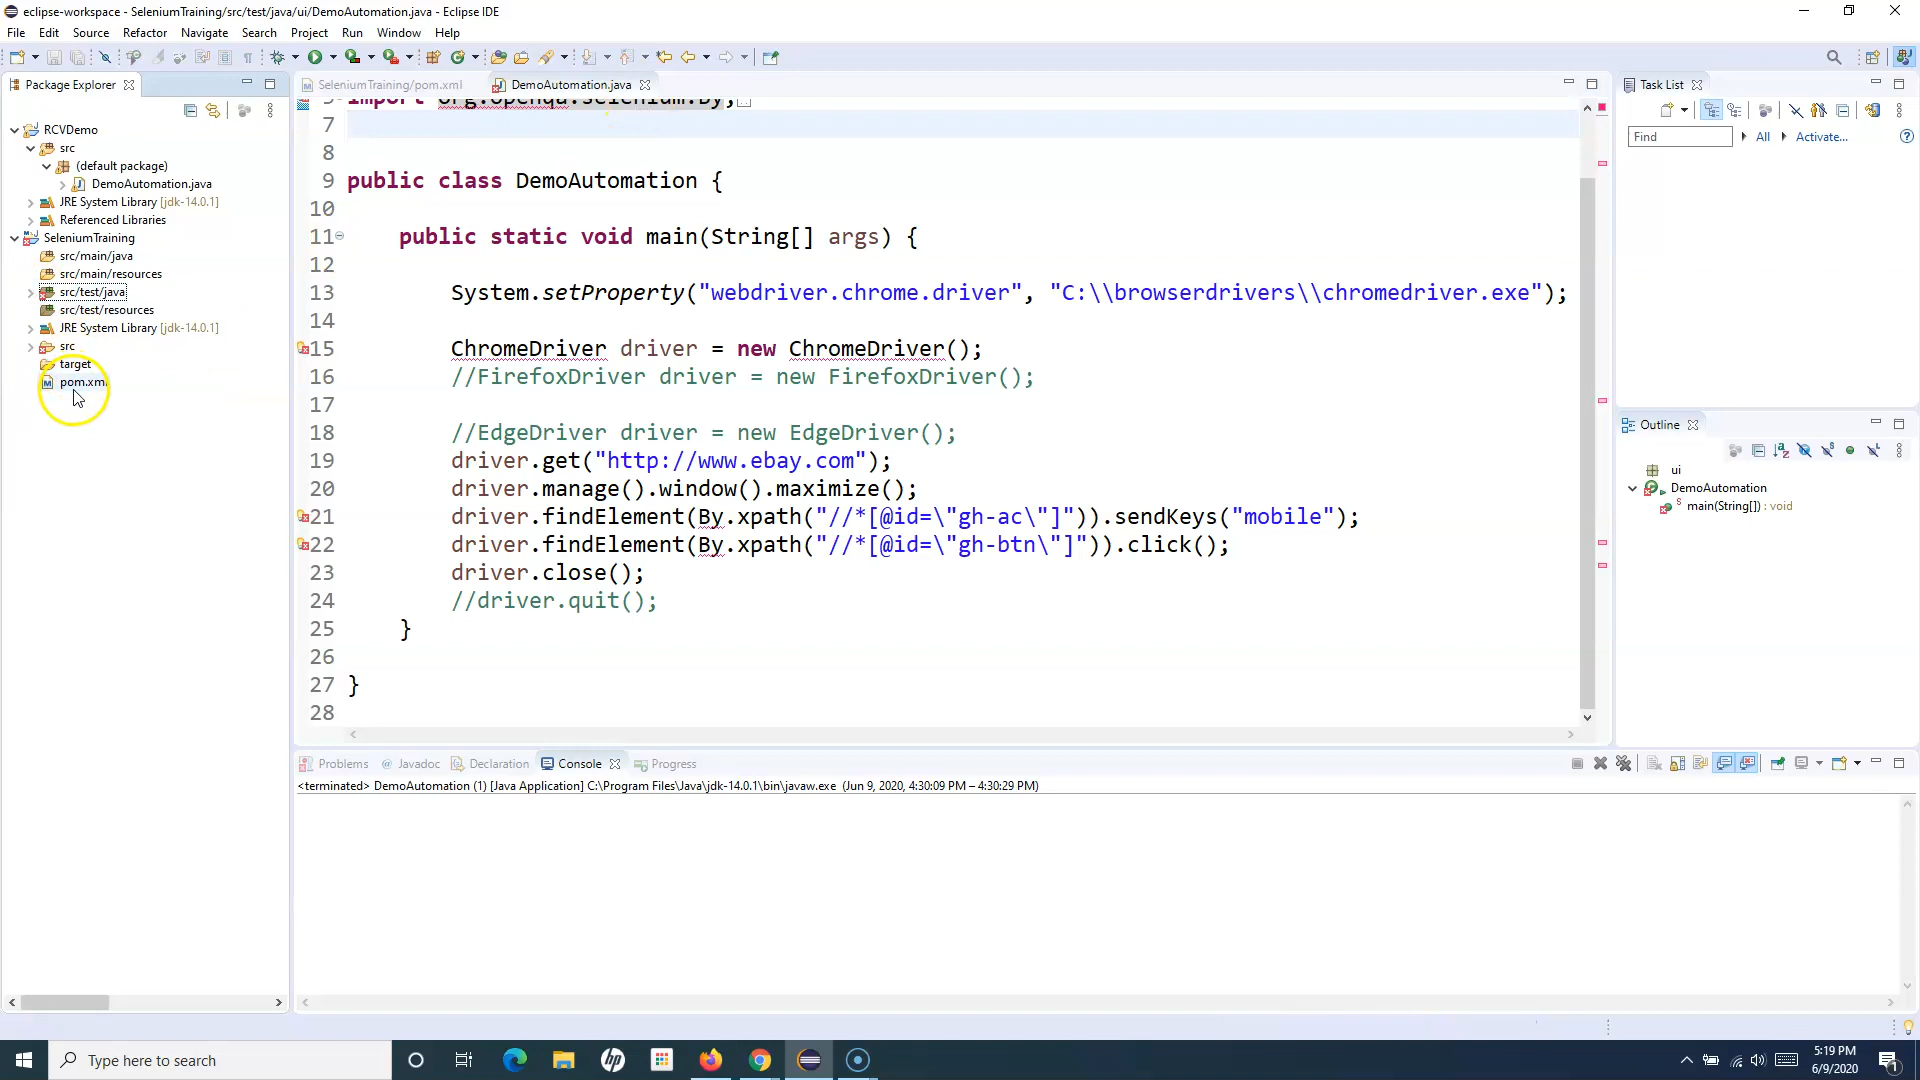 eclipse-workspace - SeleniumTraining/src/test/java/ui/DemoAutomation.java - Eclipse IDE
File Edit Source Refactor Navigate Search Project Run Window Help
Package Explorer
SeleniumTraining/pom.xml
DemoAutomation.java
Task List
RCVDemo
src
(default package)
DemoAutomation.java
JRE System Library [jdk-14.0.1]
Referenced Libraries
SeleniumTraining
src/main/java
src/main/resources
src/test/java
src/test/resources
JRE System Library [jdk-14.0.1]
src
target
pom.xm
5 import org.openqa.selenium.By;
7
8
9 public class DemoAutomation {
10
11 public static void main(String[] args) {
12
13 System.setProperty("webdriver.chrome.driver", "C:\\browserdrivers\\chromedriver.exe");
14
15 ChromeDriver driver = new ChromeDriver();
16 //FirefoxDriver driver = new FirefoxDriver();
17
18 //EdgeDriver driver = new EdgeDriver();
19 driver.get("http://www.ebay.com");
20 driver.manage().window().maximize();
21 driver.findElement(By.xpath("//*[@id=\"gh-ac\"]")).sendKeys("mobile");
22 driver.findElement(By.xpath("//*[@id=\"gh-btn\"]")).click();
23 driver.close();
24 //driver.quit();
25 }
26
27 }
28
Find
All
Activate...
Outline
ui
DemoAutomation
main(String[]) : void
Problems
@ Javadoc
Declaration
Console
Progress
<terminated> DemoAutomation (1) [Java Application] C:\Program Files\Java\jdk-14.0.1\bin\javaw.exe (Jun 9, 2020, 4:30:09 PM – 4:30:29 PM)
Type here to search
hp
5:19 PM
6/9/2020
1